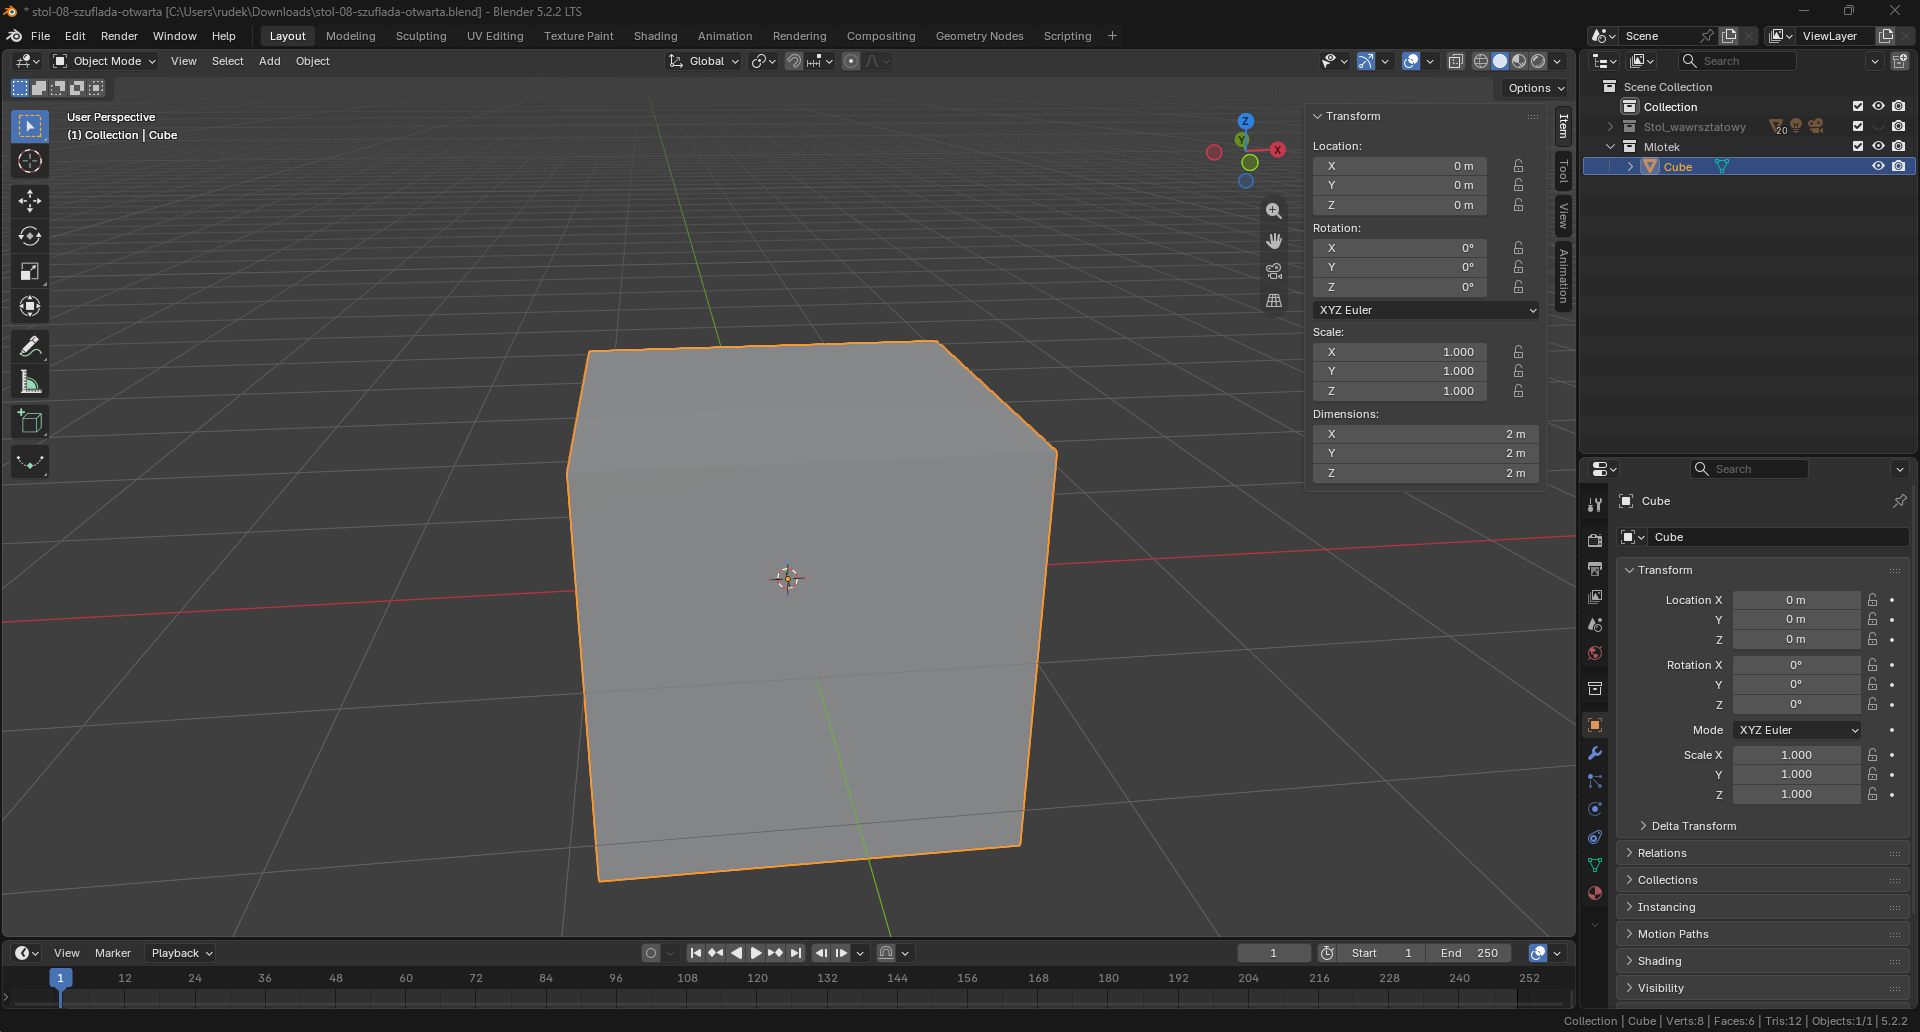 * stol-08-szuflada-otwarta [C:\Users\rudek\Downloads\stol-08-szuflada-otwarta.blend] - Blender 5.2.2 LTS
File Edit Render Window Help Layout Modeling Sculpting UV Editing Texture Paint Shading Animation Rendering Compositing Geometry Nodes Scripting + Scene ViewLayer
Object Mode View Select Add Object Global Search
Options
User Perspective
(1) Collection | Cube
Z
Y
X
Transform
Location:
X 0 m
Y 0 m
Z 0 m
Rotation:
X 0°
Y 0°
Z 0°
XYZ Euler
Scale:
X 1.000
Y 1.000
Z 1.000
Dimensions:
X 2 m
Y 2 m
Z 2 m
Item
Tool
View
Animation
Scene Collection
Collection
Stol_wawrsztatowy 20
Mlotek
Cube
Search
Cube
Cube
Transform
Location X 0 m
Y 0 m
Z 0 m
Rotation X 0°
Y 0°
Z 0°
Mode XYZ Euler
Scale X 1.000
Y 1.000
Z 1.000
Delta Transform
Relations
Collections
Instancing
Motion Paths
Shading
Visibility
View Marker Playback 1 Start 1 End 250
1 12 24 36 48 60 72 84 96 108 120 132 144 156 168 180 192 204 216 228 240 252
Collection | Cube | Verts:8 | Faces:6 | Tris:12 | Objects:1/1 | 5.2.2